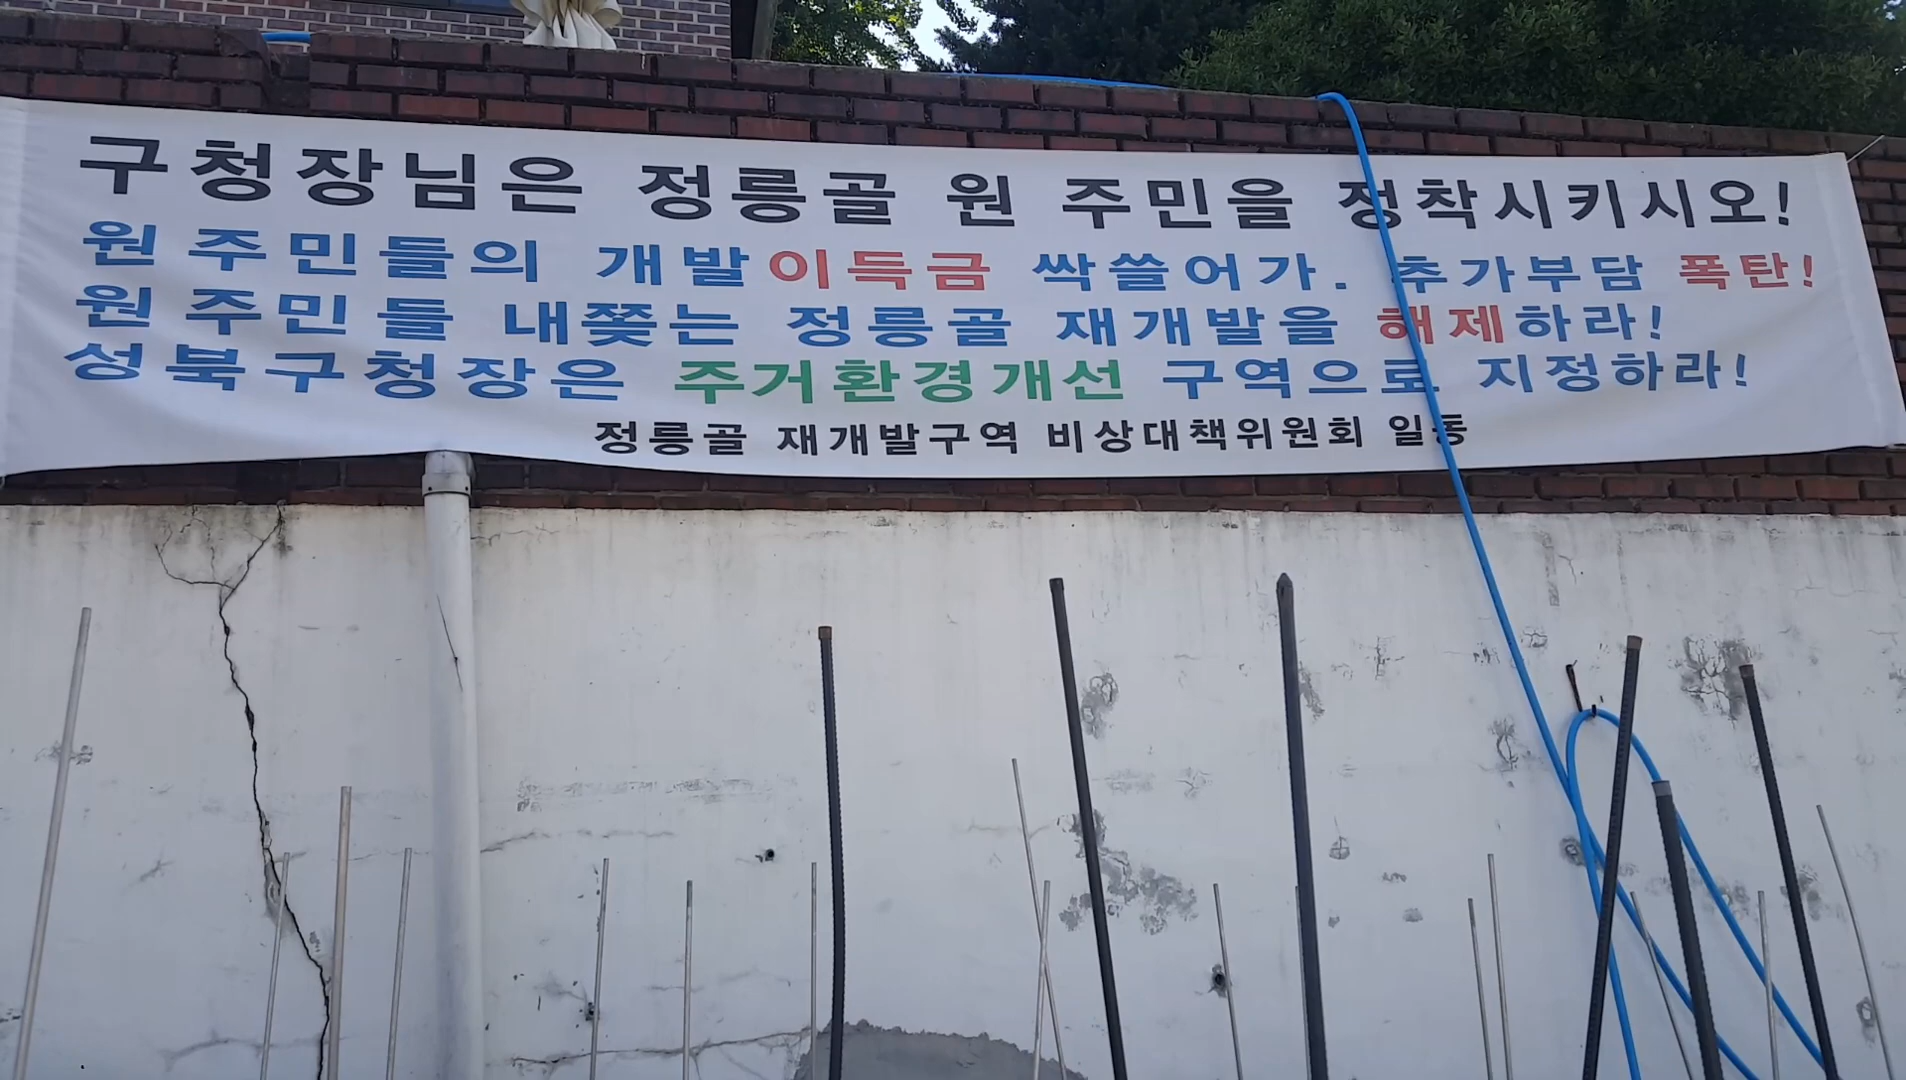 구청장님은 정릉골 원 주민을 정착시키시오!
원 주민들의 개발이득금 싹쓸어가. 추가부담 폭탄!
원주민들 내쫒는 정릉골 재개발을 해제하라!
성북구청장은 주거환경개선 구역으로 지정하라!
정릉골 재개발구역 비상대책위원회 일동